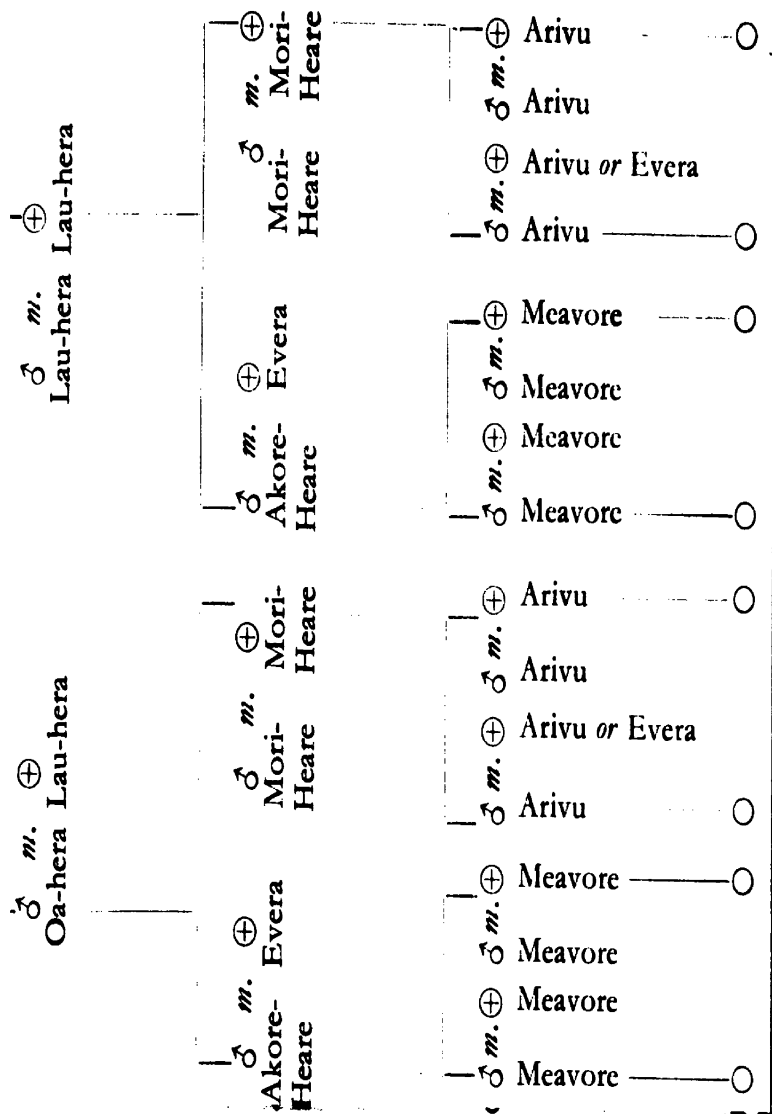 ♂ m. ⊕ ♂ m. ⊕
Oa-hera Lau-hera Lau-hera Lau-hera
♂ m. ⊕ ♂ m. ⊕ ♂ m. ⊕ ♂ m. ⊕
Akore- Evera Mori- Mori- Akore- Evera Mori- Mori-
Heare Heare Heare Heare Heare Heare
⊕ Arivu
m.
♂ Arivu
⊕ Arivu or Evera
m.
♂ Arivu
⊕ Meavore
m.
♂ Meavore
⊕ Meavore
m.
♂ Meavore
⊕ Arivu
m.
♂ Arivu
⊕ Arivu or Evera
m.
♂ Arivu
⊕ Meavore
m.
♂ Meavore
⊕ Meavore
m.
♂ Meavore